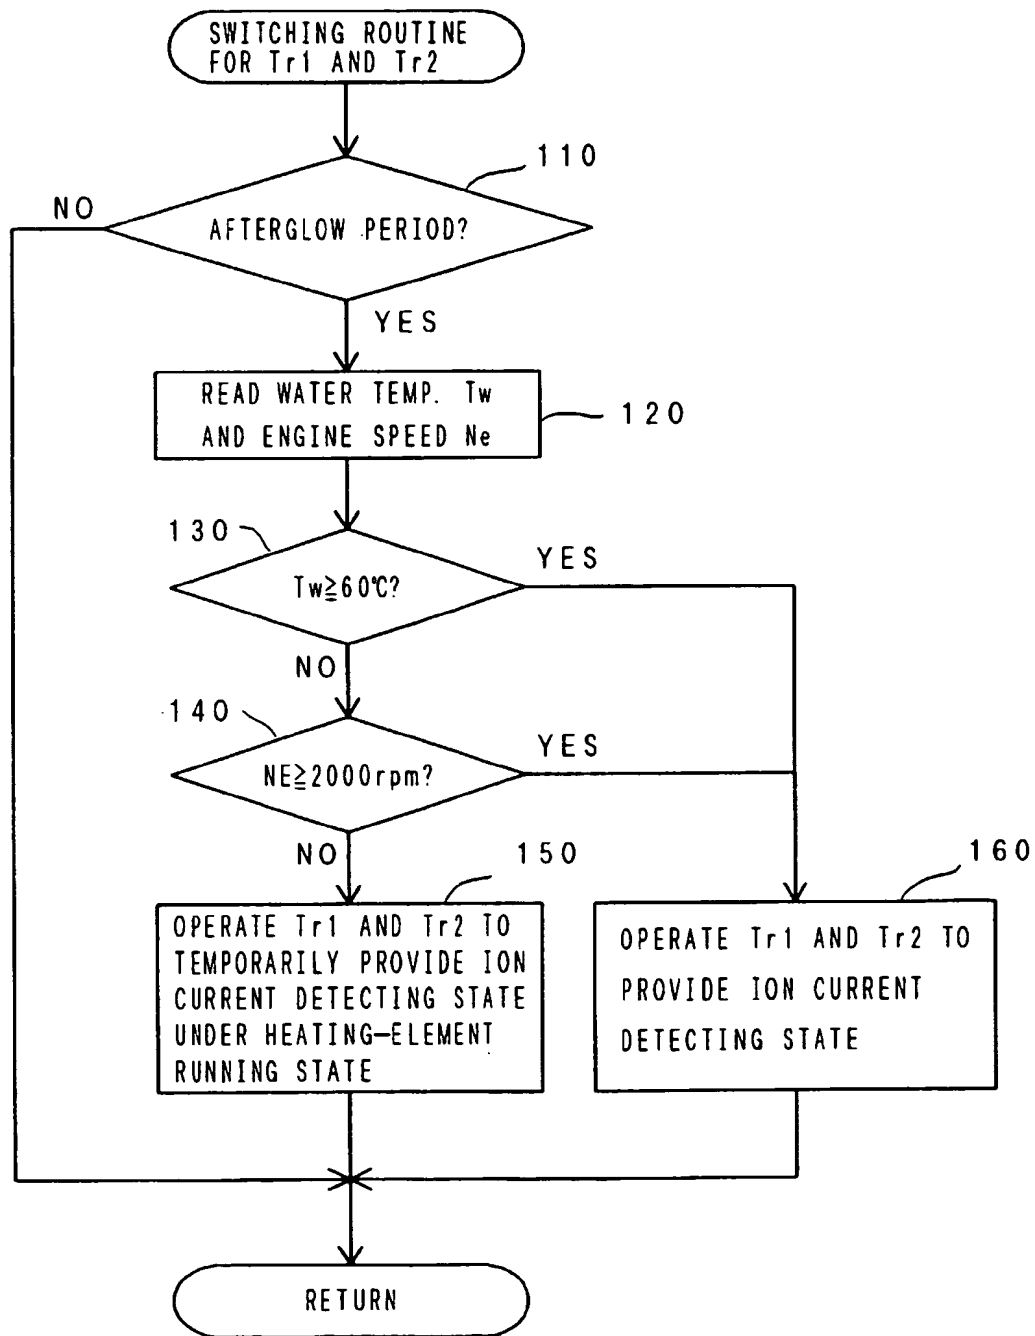 SWITCHING ROUTINE
FOR Tr1 AND Tr2
110
NO
AFTERGLOW PERIOD?
YES
READ WATER TEMP. Tw
AND ENGINE SPEED Ne
120
130
YES
Tw≧60℃?
NO
140
YES
NE≧2000rpm?
NO
150
160
OPERATE Tr1 AND Tr2 TO
TEMPORARILY PROVIDE ION
CURRENT DETECTING STATE
UNDER HEATING-ELEMENT
RUNNING STATE
OPERATE Tr1 AND Tr2 TO
PROVIDE ION CURRENT
DETECTING STATE
RETURN